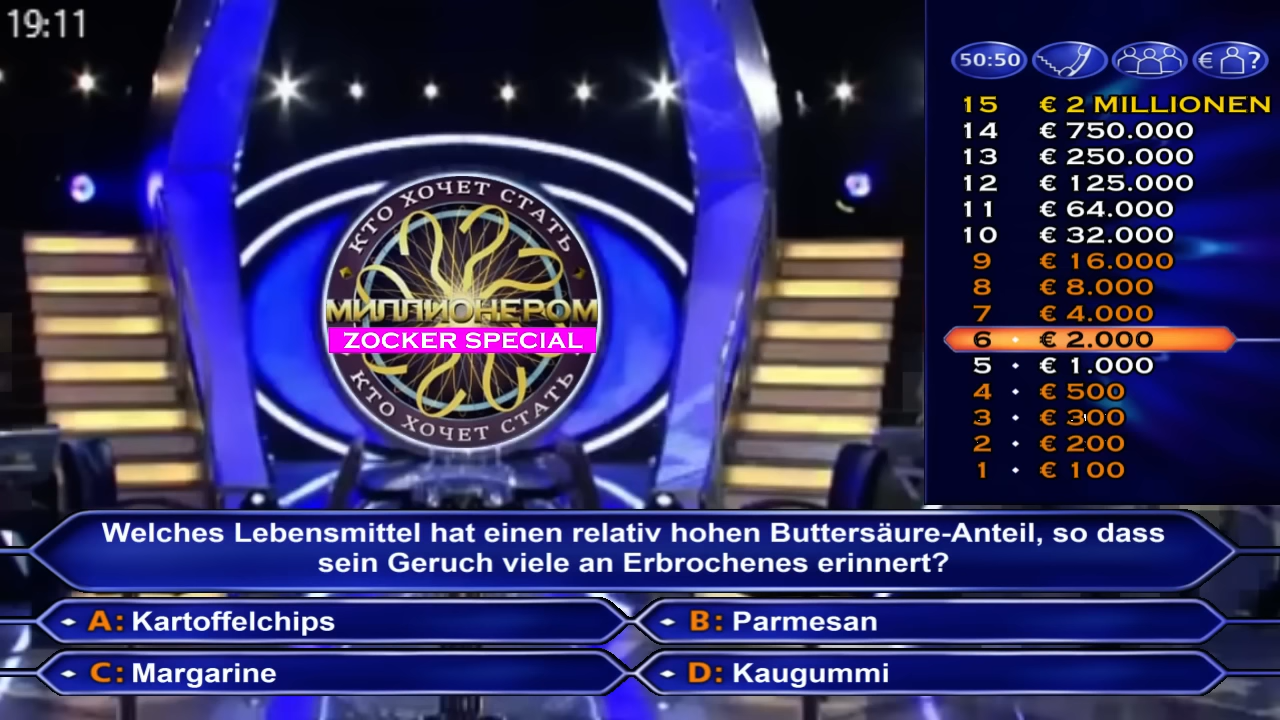 19:11
КТО ХОЧЕТ СТАТЬ
МИЛЛИОНЕРОМ
ZOCKER SPECIAL
КТО ХОЧЕТ СТАТЬ
50:50 € ?
15 € 2 MILLIONEN
14 € 750.000
13 € 250.000
12 € 125.000
11 € 64.000
10 € 32.000
9 € 16.000
8 € 8.000
7 € 4.000
6 € 2.000
5 € 1.000
4 € 500
3 € 300
2 € 200
1 € 100
Welches Lebensmittel hat einen relativ hohen Buttersäure-Anteil, so dass
sein Geruch viele an Erbrochenes erinnert?
A: Kartoffelchips
B: Parmesan
C: Margarine
D: Kaugummi